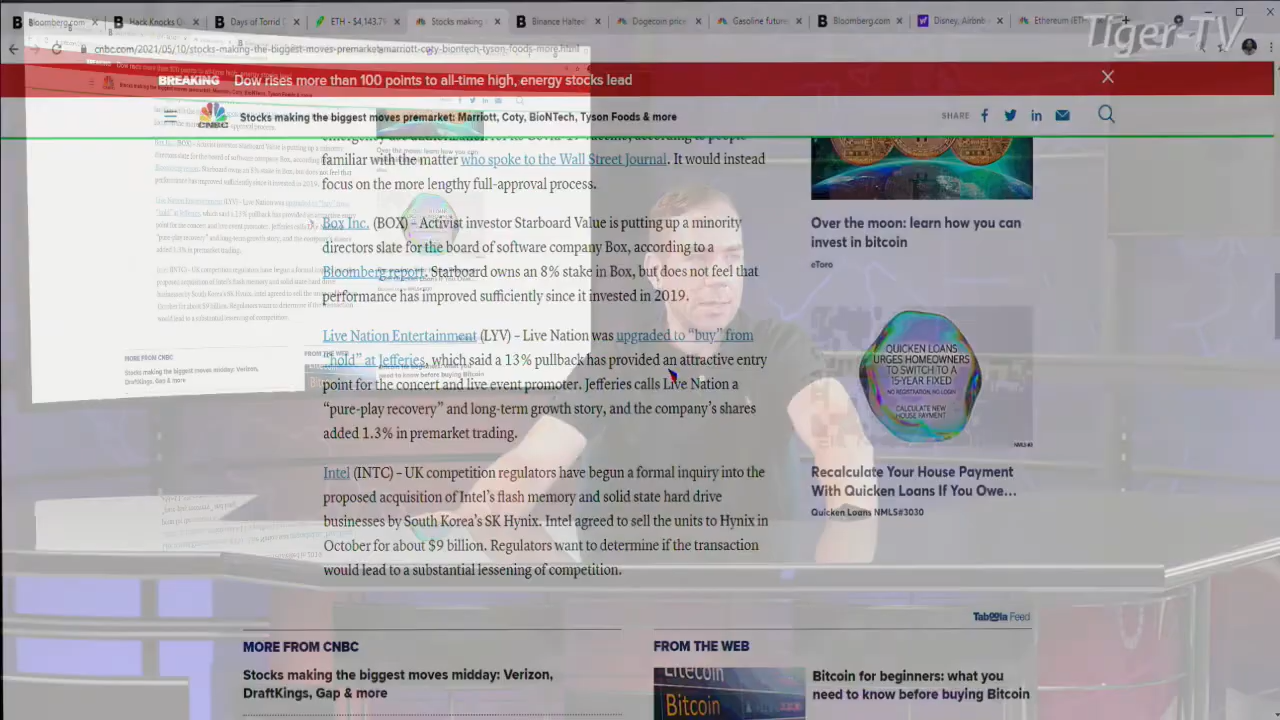 Bloomberg.com
Hack Knocks O
Days of Torrid C
ETH - $4,143.7
Stocks making
Binance Halte
Dogecoin price
Gasoline future
Bloomberg.com
Disney, Airbnb
Ethereum (ETH
Tiger-TV
cnbc.com/2021/05/10/stocks-making-the-biggest-moves-premarket-marriott-coty-biontech-tyson-foods-more.html
BREAKING Dow rises more than 100 points to all-time high, energy stocks lead
CNBC
Stocks making the biggest moves premarket: Marriott, Coty, BioNTech, Tyson Foods & more
SHARE
familiar with the matter who spoke to the Wall Street Journal. It would instead
focus on the more lengthy full-approval process.
Box Inc. (BOX) – Activist investor Starboard Value is putting up a minority
directors slate for the board of software company Box, according to a
Bloomberg report. Starboard owns an 8% stake in Box, but does not feel that
performance has improved sufficiently since it invested in 2019.
Live Nation Entertainment (LYV) – Live Nation was upgraded to “buy” from
“hold” at Jefferies, which said a 13% pullback has provided an attractive entry
point for the concert and live event promoter. Jefferies calls Live Nation a
“pure-play recovery” and long-term growth story, and the company’s shares
added 1.3% in premarket trading.
Intel (INTC) – UK competition regulators have begun a formal inquiry into the
proposed acquisition of Intel’s flash memory and solid state hard drive
businesses by South Korea’s SK Hynix. Intel agreed to sell the units to Hynix in
October for about $9 billion. Regulators want to determine if the transaction
would lead to a substantial lessening of competition.
Over the moon: learn how you can
invest in bitcoin
eToro
QUICKEN LOANS
URGES HOMEOWNERS
TO SWITCH TO A
15-YEAR FIXED
NO REGISTRATION, NO LOGIN
CALCULATE NEW
HOUSE PAYMENT
Recalculate Your House Payment
With Quicken Loans If You Owe...
Quicken Loans NMLS#3030
Taboola Feed
MORE FROM CNBC
Stocks making the biggest moves midday: Verizon,
DraftKings, Gap & more
FROM THE WEB
Litecoin
Bitcoin
Bitcoin for beginners: what you
need to know before buying Bitcoin
MORE FROM CNBC
Stocks making the biggest moves midday: Verizon,
DraftKings, Gap & more